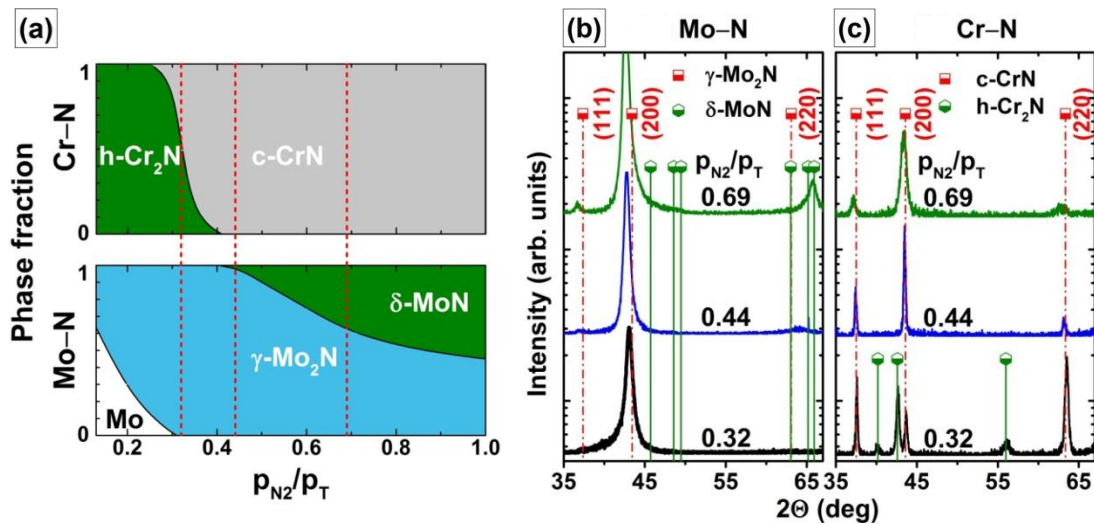 (a)
Phase fraction
Cr–N
1
0
h-Cr₂N
c-CrN
Mo–N
1
0
δ-MoN
γ-Mo₂N
Mo
0.2 0.4 0.6 0.8 1.0
pN2/pT
(b) Mo–N
Intensity (arb. units)
γ-Mo₂N
δ-MoN
(111)
(200)
(220)
pN2/pT
0.69
0.44
0.32
35 45 55 65
(c) Cr–N
c-CrN
h-Cr₂N
(111)
(200)
(220)
pN2/pT
0.69
0.44
0.32
35 45 55 65
2Θ (deg)